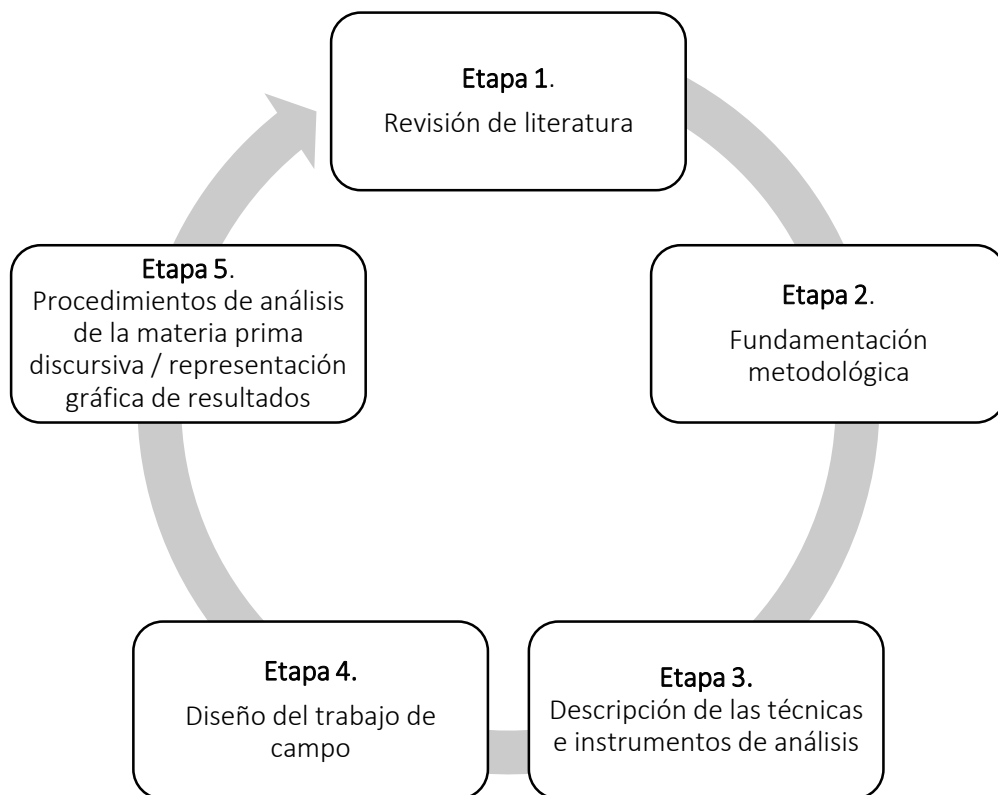 Etapa 1.
Revisión de literatura
Etapa 2.
Fundamentación
metodológica
Etapa 3.
Descripción de las técnicas
e instrumentos de análisis
Etapa 4.
Diseño del trabajo de
campo
Etapa 5.
Procedimientos de análisis
de la materia prima
discursiva / representación
gráfica de resultados